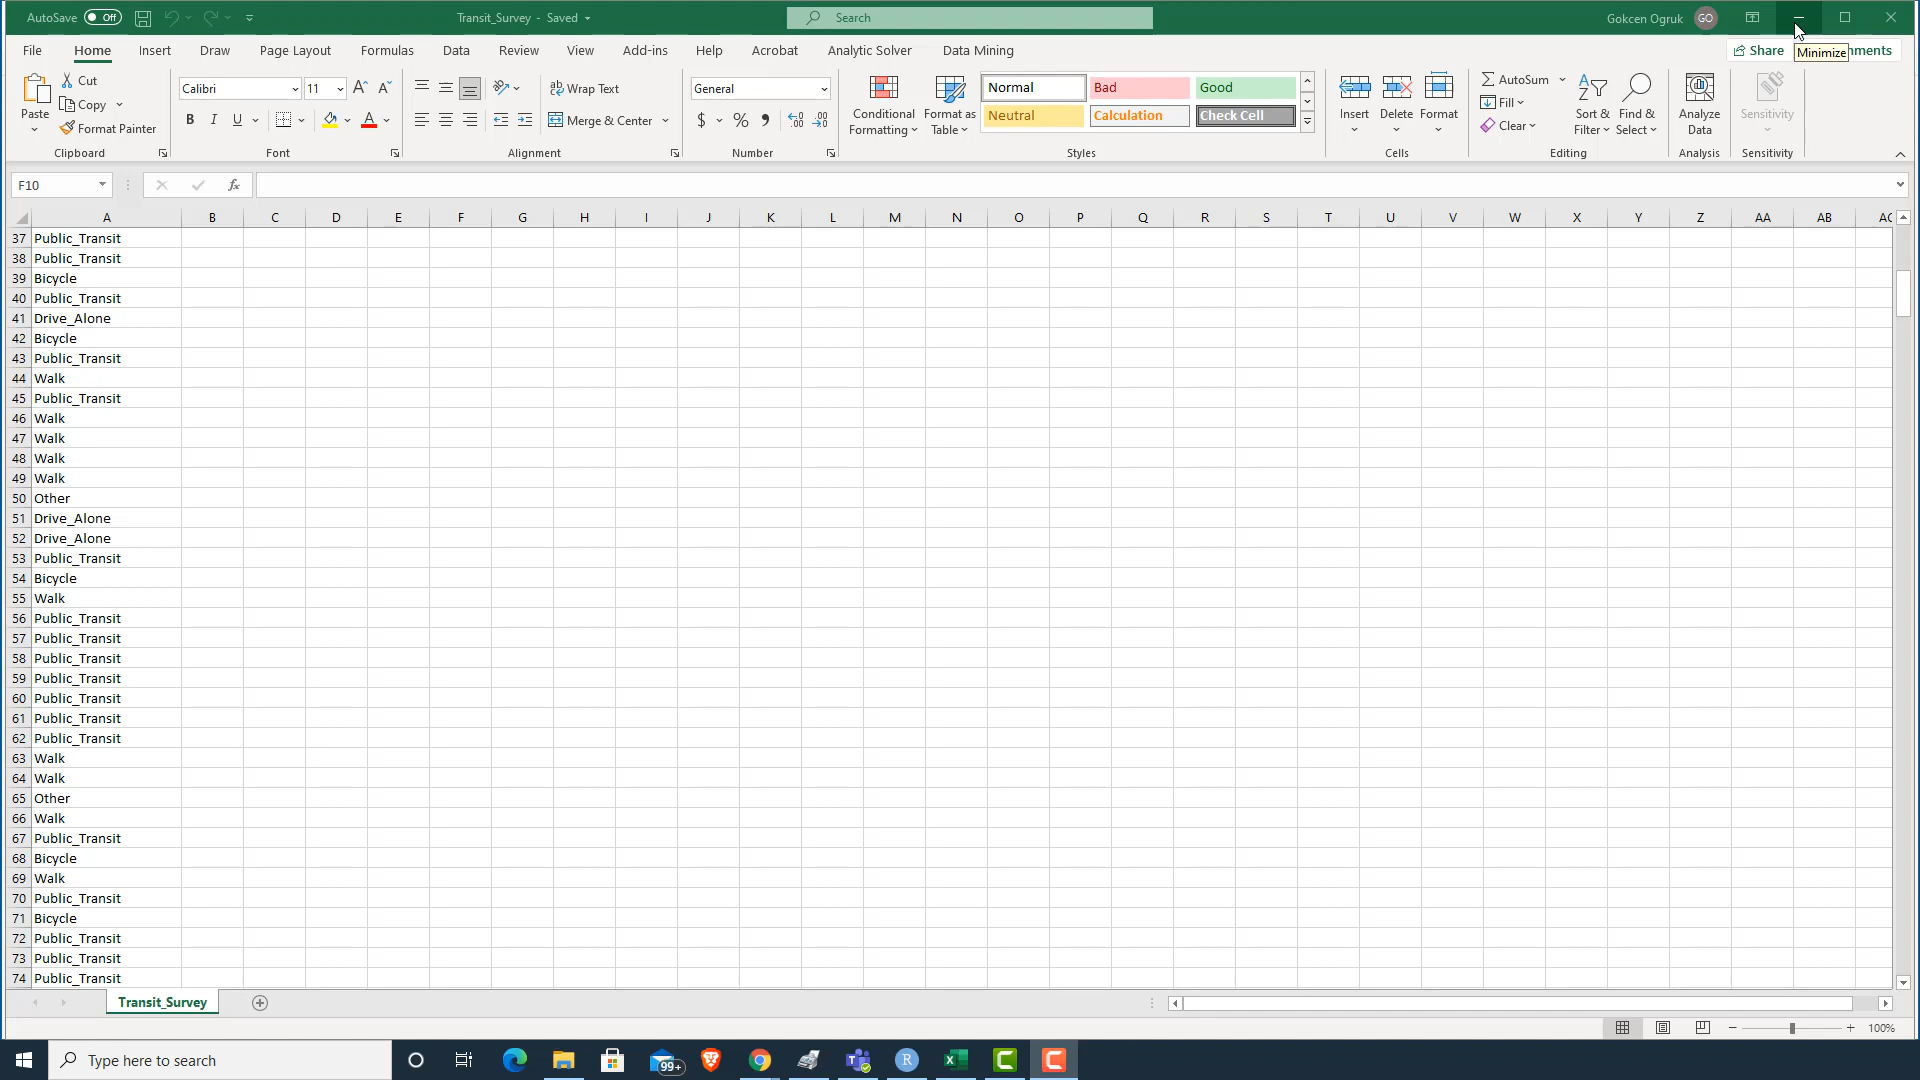 AutoSave Off Transit_Survey - Saved Search Gokcen Ogruk GO
File Home Insert Draw Page Layout Formulas Data Review View Add-ins Help Acrobat Analytic Solver Data Mining Share Minimize nments
Paste Cut Copy Format Painter Clipboard
Calibri 11 B I U A Font
ab Wrap Text Merge & Center Alignment
General $ % Number
Conditional Formatting Format as Table
Normal Bad Good
Neutral Calculation Check Cell
Styles
Insert Delete Format Cells
AutoSum Fill Clear Sort & Filter Find & Select Editing
Analyze Data Analysis
Sensitivity Sensitivity
F10 fx
A B C D E F G H I J K L M N O P Q R S T U V W X Y Z AA AB AC
37 Public_Transit
38 Public_Transit
39 Bicycle
40 Public_Transit
41 Drive_Alone
42 Bicycle
43 Public_Transit
44 Walk
45 Public_Transit
46 Walk
47 Walk
48 Walk
49 Walk
50 Other
51 Drive_Alone
52 Drive_Alone
53 Public_Transit
54 Bicycle
55 Walk
56 Public_Transit
57 Public_Transit
58 Public_Transit
59 Public_Transit
60 Public_Transit
61 Public_Transit
62 Public_Transit
63 Walk
64 Walk
65 Other
66 Walk
67 Public_Transit
68 Bicycle
69 Walk
70 Public_Transit
71 Bicycle
72 Public_Transit
73 Public_Transit
74 Public_Transit
Transit_Survey
100%
Type here to search 99+